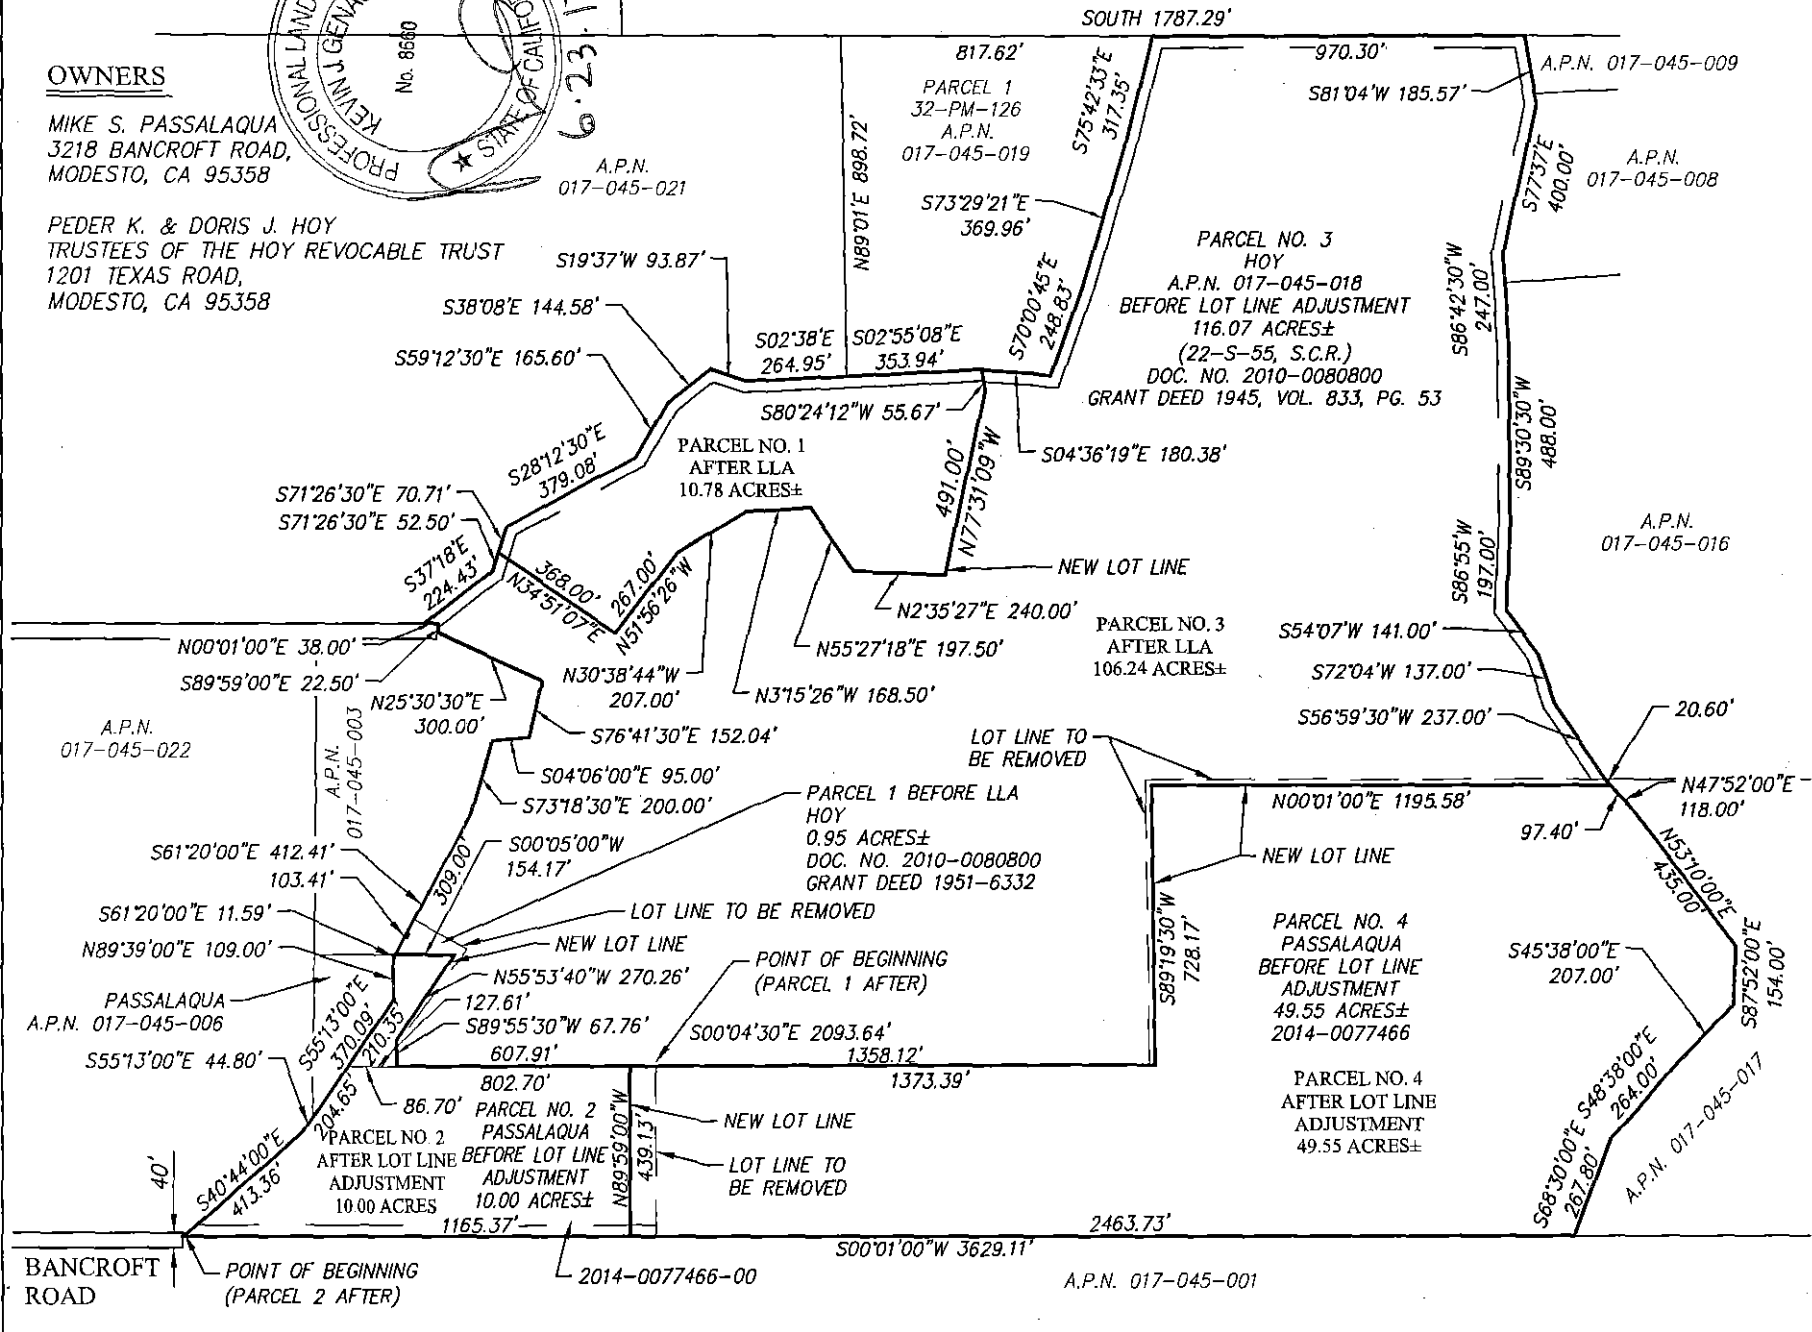 SOUTH 1787.29'
817.62'
970.30'
A.P.N. 017-045-009
S81°04'W 185.57'
PROFESSIONAL LAND
KEVIN J. GENA
No. 8660
STATE OF CALIFO
6-23-1
OWNERS
MIKE S. PASSALAQUA
3218 BANCROFT ROAD,
MODESTO, CA 95358
PEDER K. & DORIS J. HOY
TRUSTEES OF THE HOY REVOCABLE TRUST
1201 TEXAS ROAD,
MODESTO, CA 95358
A.P.N.
017-045-021
PARCEL 1
32-PM-126
A.P.N.
017-045-019
N89°01'E 898.72'
S75°42'33"E
317.35'
S73°29'21"E
369.96'
S70°00'45"E
248.83'
S77°37'E
400.00'
A.P.N.
017-045-008
PARCEL NO. 3
HOY
A.P.N. 017-045-018
BEFORE LOT LINE ADJUSTMENT
116.07 ACRES±
(22-S-55, S.C.R.)
DOC. NO. 2010-0080800
GRANT DEED 1945, VOL. 833, PG. 53
S86°42'30"W
247.00'
S89°30'30"W
488.00'
S19°37'W 93.87'
S38°08'E 144.58'
S59°12'30"E 165.60'
S02°38'E
264.95'
S02°55'08"E
353.94'
S80°24'12"W 55.67'
S04°36'19"E 180.38'
S28°12'30"E
379.08'
S71°26'30"E 70.71'
S71°26'30"E 52.50'
S37°18'E
224.43'
PARCEL NO. 1
AFTER LLA
10.78 ACRES±
491.00'
N77°31'09"W
368.00'
N34°51'07"E
267.00'
N51°56'26"W
NEW LOT LINE
N2°35'27"E 240.00'
N55°27'18"E 197.50'
N30°38'44"W
207.00'
N3°15'26"W 168.50'
PARCEL NO. 3
AFTER LLA
106.24 ACRES±
A.P.N.
017-045-016
S86°55'W
197.00'
S54°07'W 141.00'
S72°04'W 137.00'
S56°59'30"W 237.00'
20.60'
N47°52'00"E
118.00'
97.40'
N00°01'00"E 38.00'
S89°59'00"E 22.50'
N25°30'30"E
300.00'
S76°41'30"E 152.04'
S04°06'00"E 95.00'
S73°18'30"E 200.00'
A.P.N.
017-045-022
A.P.N.
017-045-003
LOT LINE TO
BE REMOVED
N00°01'00"E 1195.58'
NEW LOT LINE
PARCEL 1 BEFORE LLA
HOY
0.95 ACRES±
DOC. NO. 2010-0080800
GRANT DEED 1951-6332
S00°05'00"W
154.17'
S61°20'00"E 412.41'
309.00'
103.41'
S61°20'00"E 11.59'
N89°39'00"E 109.00'
LOT LINE TO BE REMOVED
NEW LOT LINE
N55°53'40"W 270.26'
127.61'
S89°55'30"W 67.76'
POINT OF BEGINNING
(PARCEL 1 AFTER)
PASSALAQUA
A.P.N. 017-045-006
S55°13'00"E 44.80'
S55°13'00"E
370.09'
210.35'
204.65'
S89°19'30"W
728.17'
PARCEL NO. 4
PASSALAQUA
BEFORE LOT LINE
ADJUSTMENT
49.55 ACRES±
2014-0077466
N53°10'00"E
435.00'
S87°52'00"E
154.00'
S45°38'00"E
207.00'
S48°38'00"E
264.00'
S68°30'00"E
267.80'
A.P.N. 017-045-017
S00°04'30"E 2093.64'
607.91'
1358.12'
802.70'
1373.39'
86.70'
PARCEL NO. 2
PASSALAQUA
BEFORE LOT LINE
ADJUSTMENT
10.00 ACRES±
PARCEL NO. 2
AFTER LOT LINE
ADJUSTMENT
10.00 ACRES
N89°59'00"W
439.13'
NEW LOT LINE
LOT LINE TO
BE REMOVED
PARCEL NO. 4
AFTER LOT LINE
ADJUSTMENT
49.55 ACRES±
S40°44'00"E
413.36'
40'
1165.37'
2463.73'
S00°01'00"W 3629.11'
BANCROFT
ROAD
POINT OF BEGINNING
(PARCEL 2 AFTER)
2014-0077466-00
A.P.N. 017-045-001